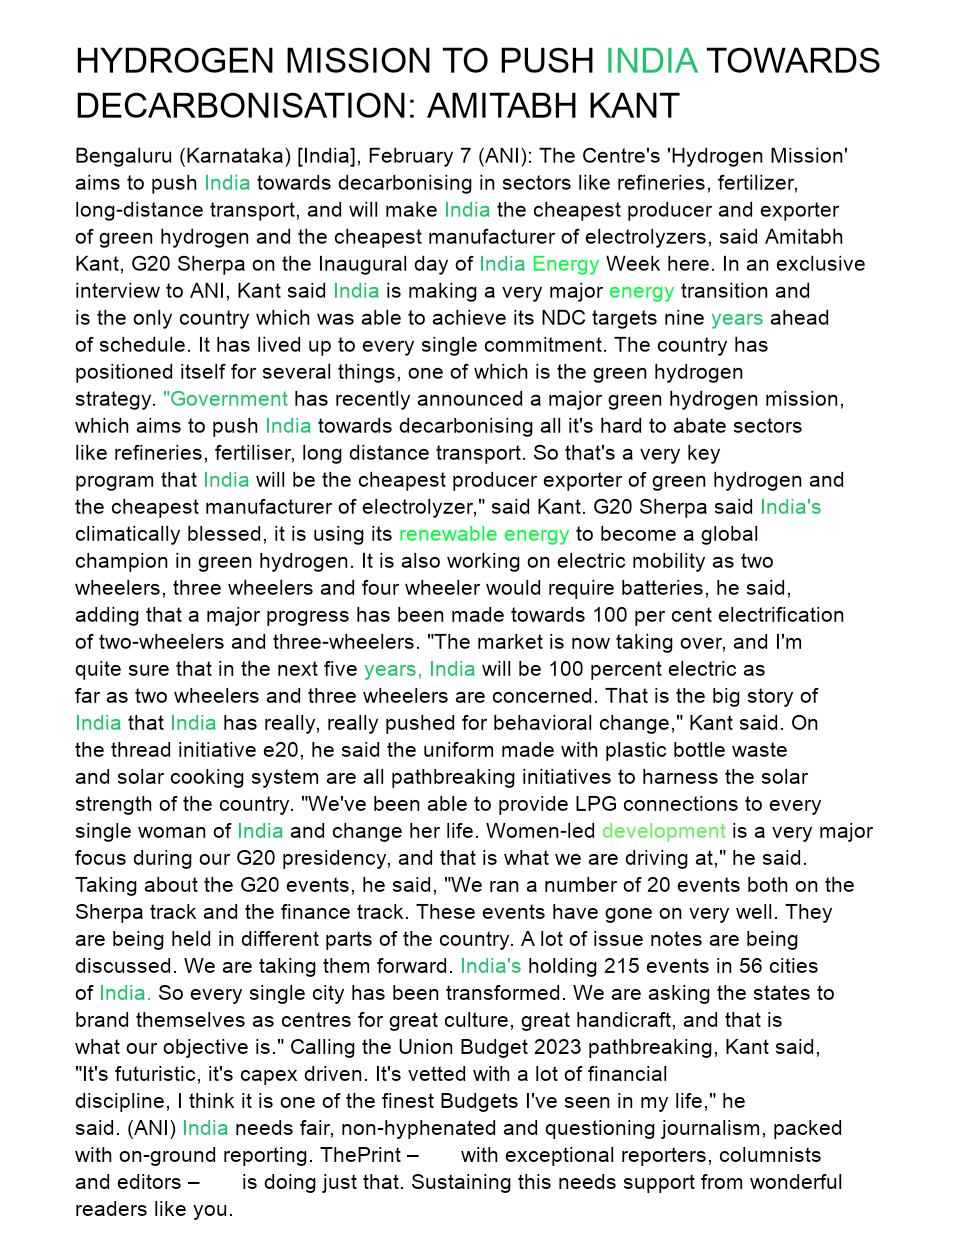 HYDROGEN MISSION TO PUSH INDIA TOWARDS
DECARBONISATION: AMITABH KANT
Bengaluru (Karnataka) [India], February 7 (ANI): The Centre's 'Hydrogen Mission'
aims to push India towards decarbonising in sectors like refineries, fertilizer,
long-distance transport, and will make India the cheapest producer and exporter
of green hydrogen and the cheapest manufacturer of electrolyzers, said Amitabh
Kant, G20 Sherpa on the Inaugural day of India Energy Week here. In an exclusive
interview to ANI, Kant said India is making a very major energy transition and
is the only country which was able to achieve its NDC targets nine years ahead
of schedule. It has lived up to every single commitment. The country has
positioned itself for several things, one of which is the green hydrogen
strategy. "Government has recently announced a major green hydrogen mission,
which aims to push India towards decarbonising all it's hard to abate sectors
like refineries, fertiliser, long distance transport. So that's a very key
program that India will be the cheapest producer exporter of green hydrogen and
the cheapest manufacturer of electrolyzer," said Kant. G20 Sherpa said India's
climatically blessed, it is using its renewable energy to become a global
champion in green hydrogen. It is also working on electric mobility as two
wheelers, three wheelers and four wheeler would require batteries, he said,
adding that a major progress has been made towards 100 per cent electrification
of two-wheelers and three-wheelers. "The market is now taking over, and I'm
quite sure that in the next five years, India will be 100 percent electric as
far as two wheelers and three wheelers are concerned. That is the big story of
India that India has really, really pushed for behavioral change," Kant said. On
the thread initiative e20, he said the uniform made with plastic bottle waste
and solar cooking system are all pathbreaking initiatives to harness the solar
strength of the country. "We've been able to provide LPG connections to every
single woman of India and change her life. Women-led development is a very major
focus during our G20 presidency, and that is what we are driving at," he said.
Taking about the G20 events, he said, "We ran a number of 20 events both on the
Sherpa track and the finance track. These events have gone on very well. They
are being held in different parts of the country. A lot of issue notes are being
discussed. We are taking them forward. India's holding 215 events in 56 cities
of India. So every single city has been transformed. We are asking the states to
brand themselves as centres for great culture, great handicraft, and that is
what our objective is." Calling the Union Budget 2023 pathbreaking, Kant said,
"It's futuristic, it's capex driven. It's vetted with a lot of financial
discipline, I think it is one of the finest Budgets I've seen in my life," he
said. (ANI) India needs fair, non-hyphenated and questioning journalism, packed
with on-ground reporting. ThePrint – with exceptional reporters, columnists
and editors – is doing just that. Sustaining this needs support from wonderful
readers like you.